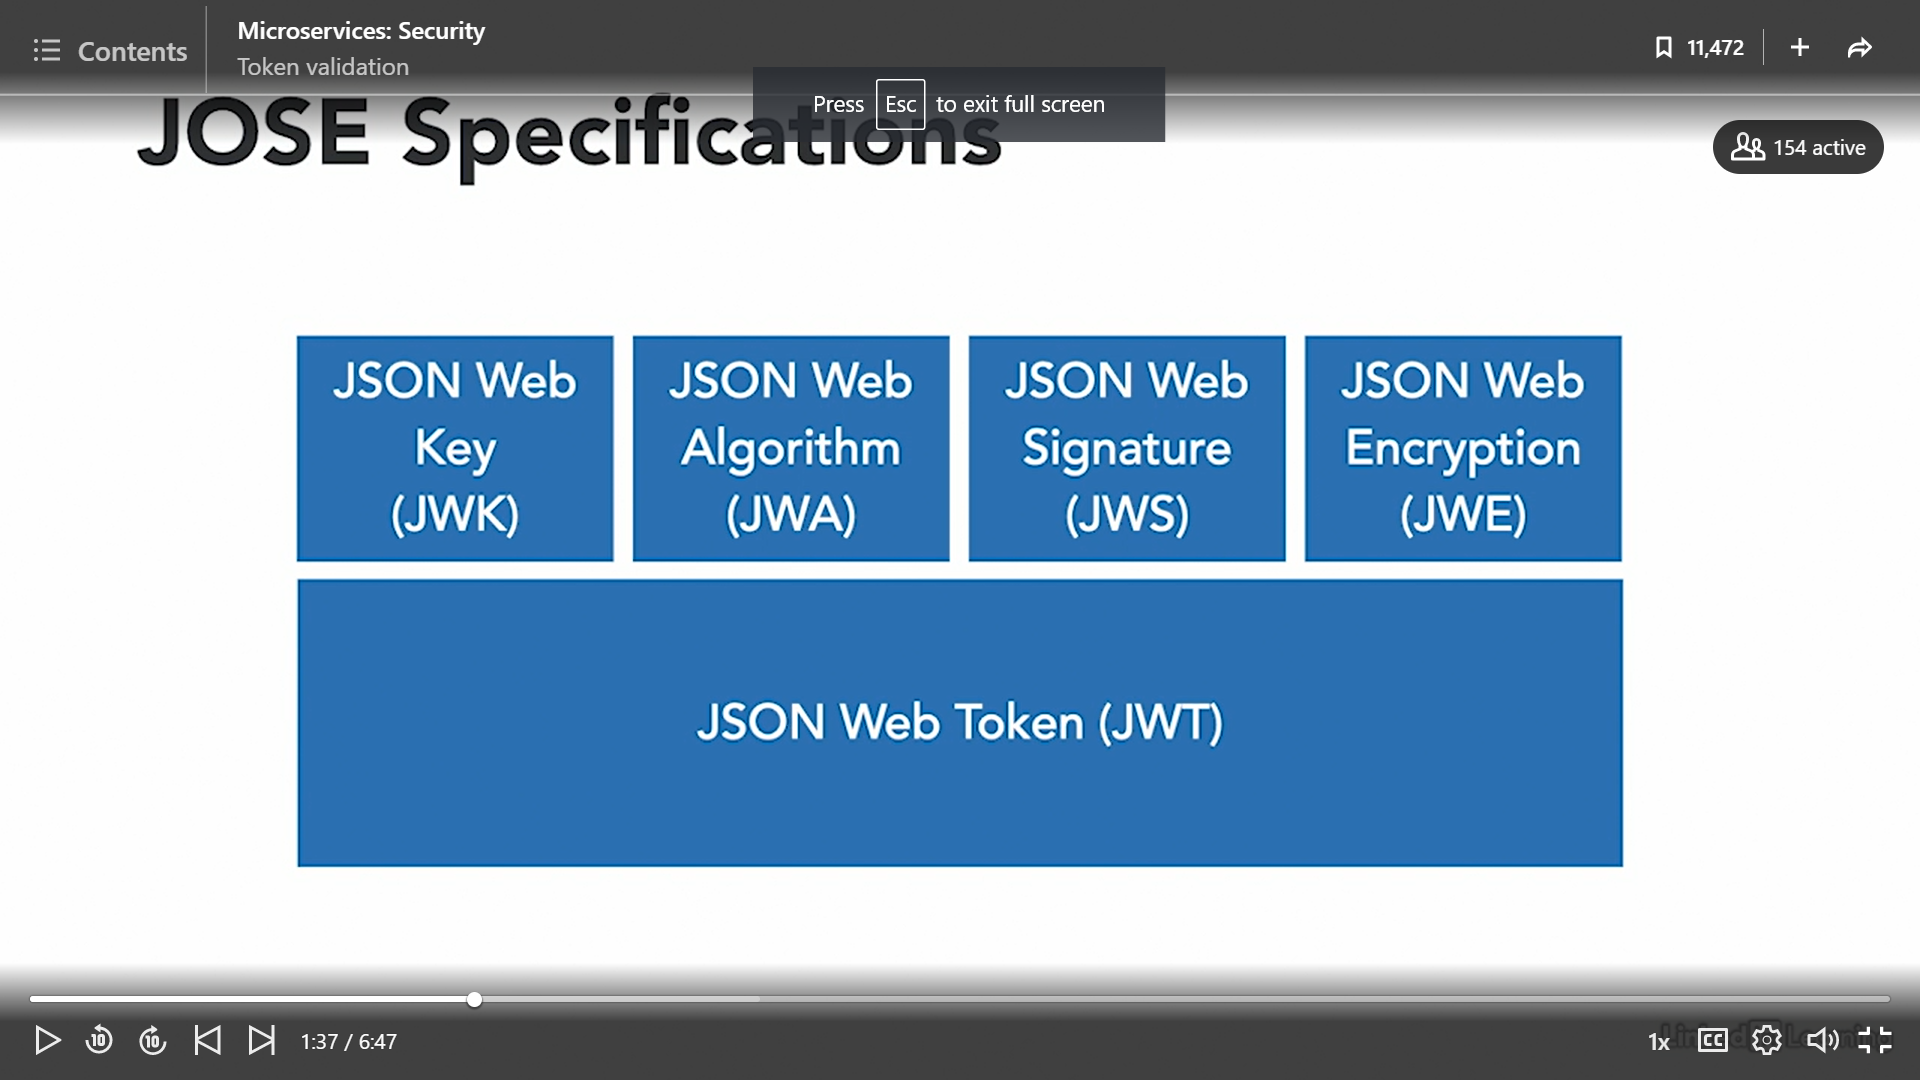 Contents
Microservices: Security
Token validation
11,472
Press Esc to exit full screen
JOSE Specifications
154 active
JSON Web
Key
(JWK)
JSON Web
Algorithm
(JWA)
JSON Web
Signature
(JWS)
JSON Web
Encryption
(JWE)
JSON Web Token (JWT)
10
10
1:37 / 6:47
1x
CC